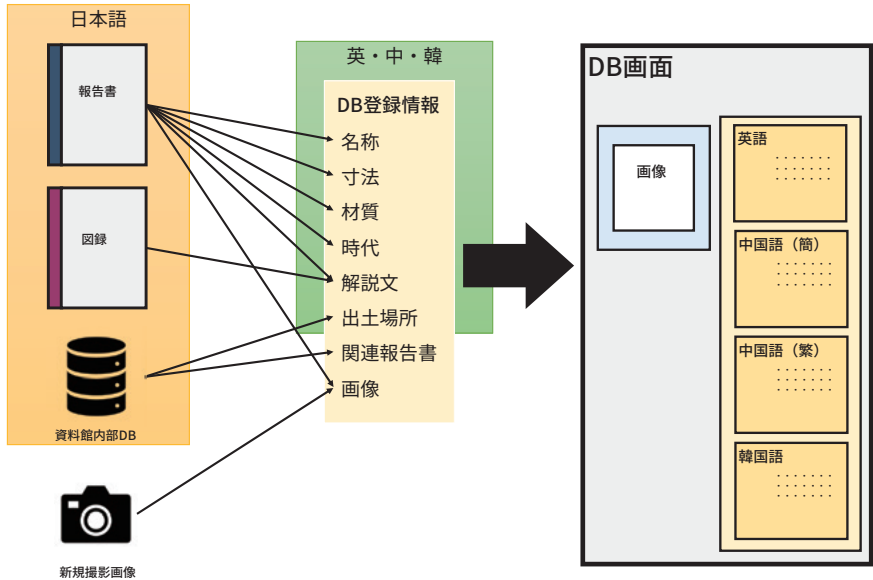 日本語
報告書
図録
資料館内部DB
新規撮影画像
英・中・韓
DB登録情報
名称
寸法
材質
時代
解説文
出土場所
関連報告書
画像
DB画面
画像
英語
中国語（簡）
中国語（繁）
韓国語